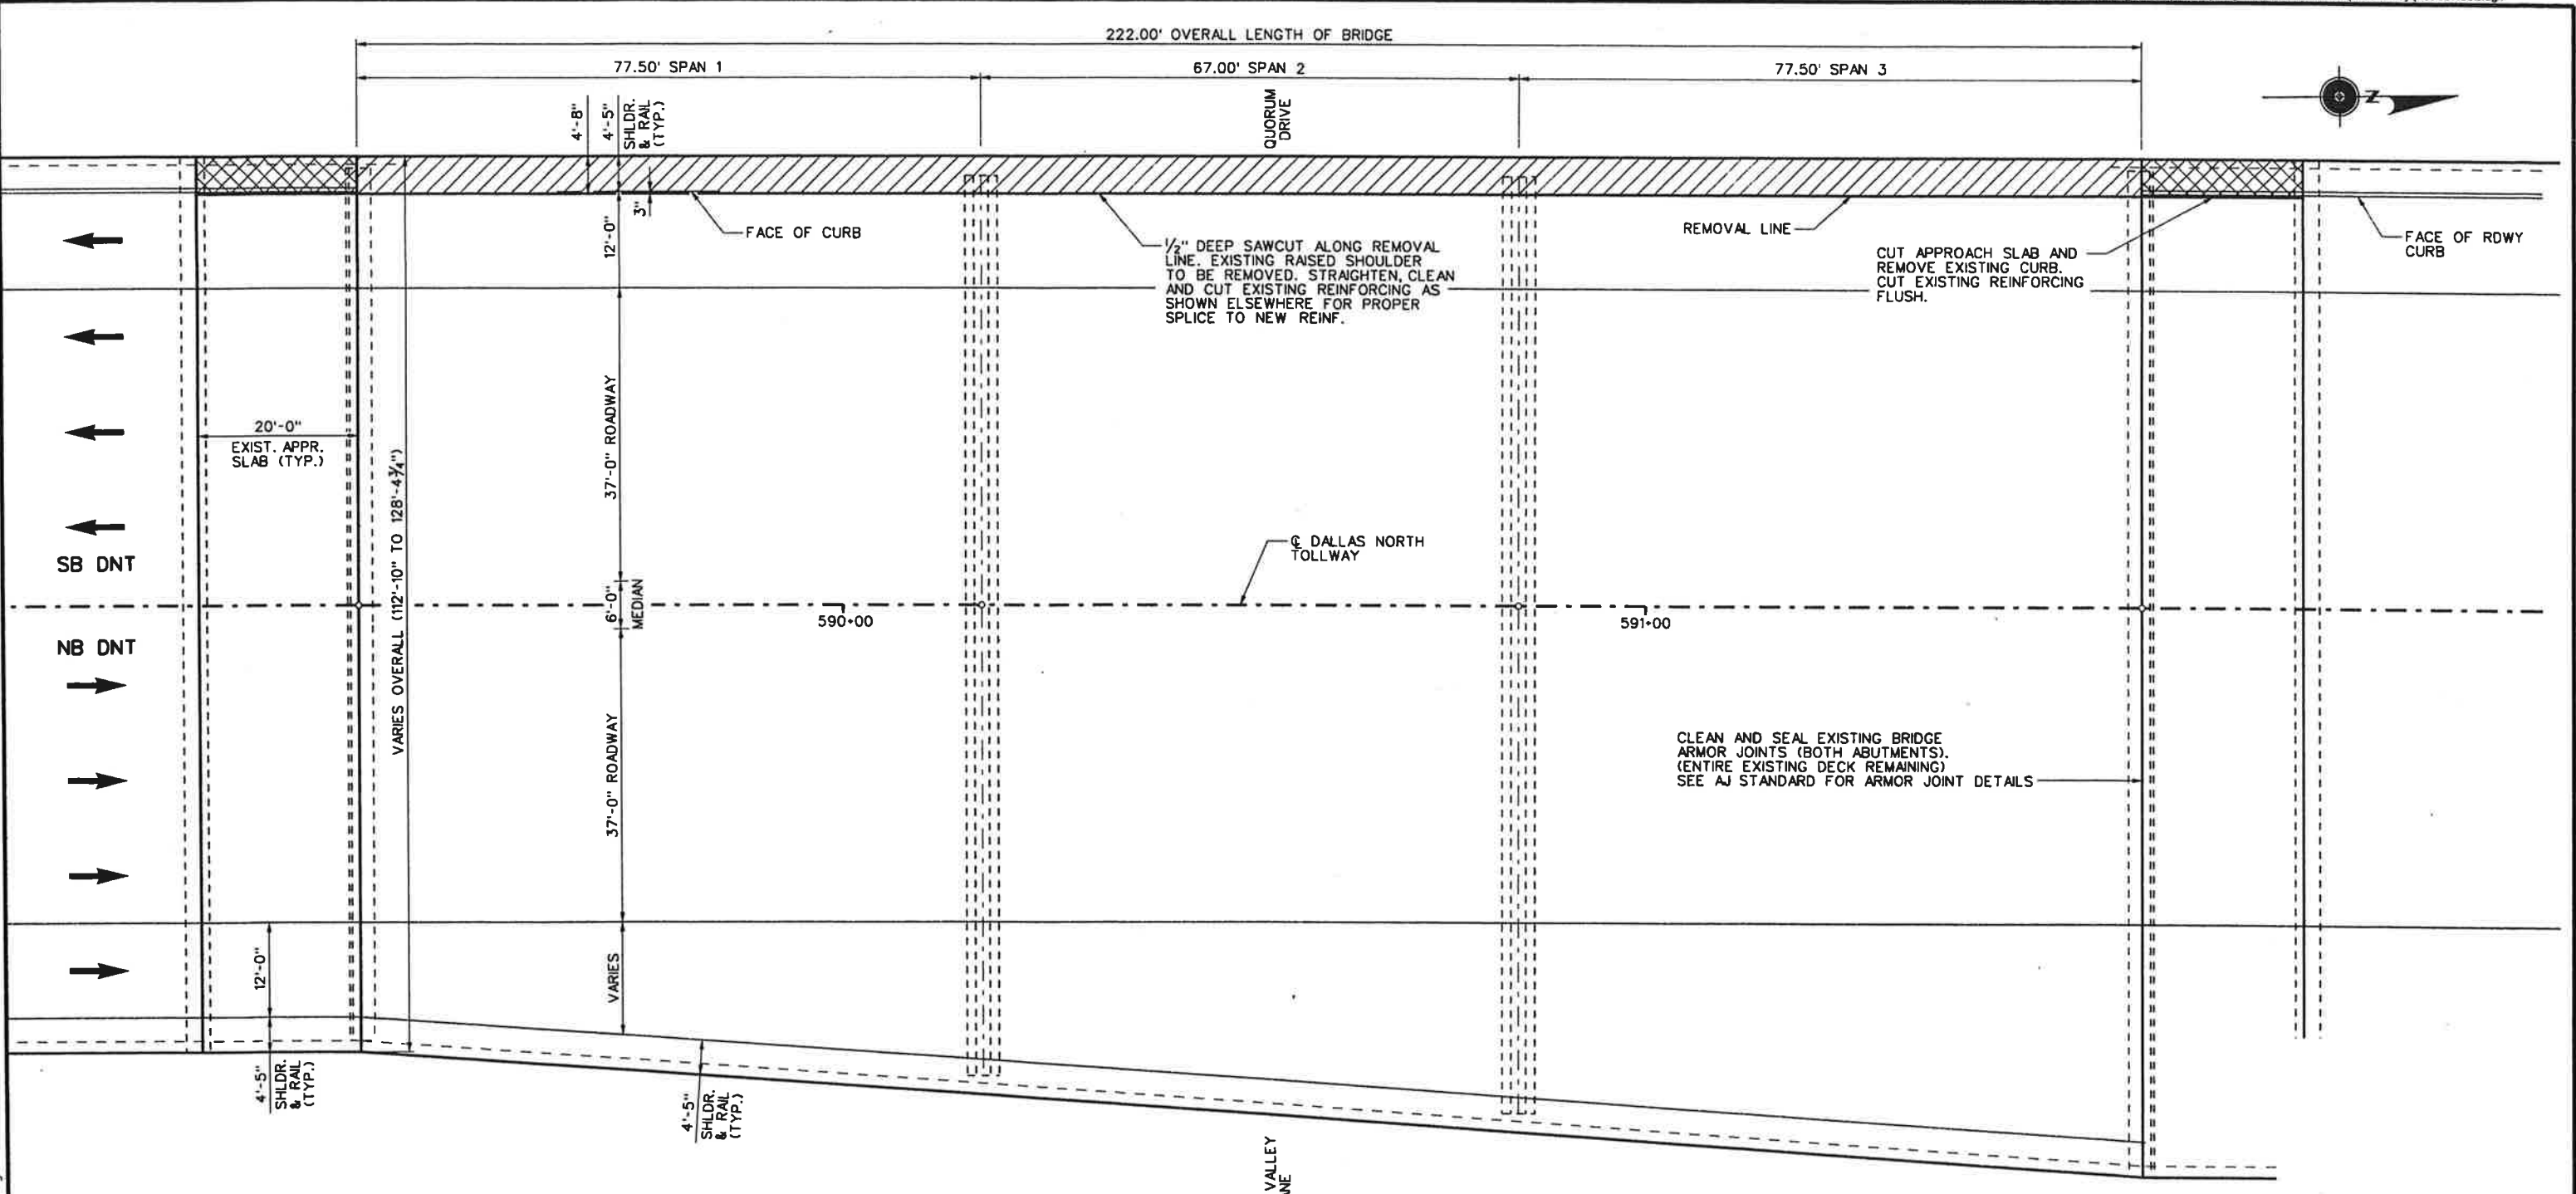 222.00' OVERALL LENGTH OF BRIDGE
77.50' SPAN 1
67.00' SPAN 2
77.50' SPAN 3
4'-8"
4'-5"
SHLDR.
& RAIL
(TYP.)
QUORUM
DRIVE
Z
3"
FACE OF CURB
12'-0"
1/2" DEEP SAWCUT ALONG REMOVAL
LINE. EXISTING RAISED SHOULDER
TO BE REMOVED. STRAIGHTEN, CLEAN
AND CUT EXISTING REINFORCING AS
SHOWN ELSEWHERE FOR PROPER
SPLICE TO NEW REINF.
REMOVAL LINE
CUT APPROACH SLAB AND
REMOVE EXISTING CURB.
CUT EXISTING REINFORCING
FLUSH.
FACE OF RDWY
CURB
20'-0"
EXIST. APPR.
SLAB (TYP.)
VARIES OVERALL (112'-10" TO 128'-4¾")
37'-0" ROADWAY
SB DNT
℄ DALLAS NORTH
TOLLWAY
6'-0"
MEDIAN
590+00
591+00
NB DNT
37'-0" ROADWAY
CLEAN AND SEAL EXISTING BRIDGE
ARMOR JOINTS (BOTH ABUTMENTS).
(ENTIRE EXISTING DECK REMAINING)
SEE AJ STANDARD FOR ARMOR JOINT DETAILS
12'-0"
VARIES
4'-5"
SHLDR.
& RAIL
(TYP.)
4'-5"
SHLDR.
& RAIL
(TYP.)
VALLEY